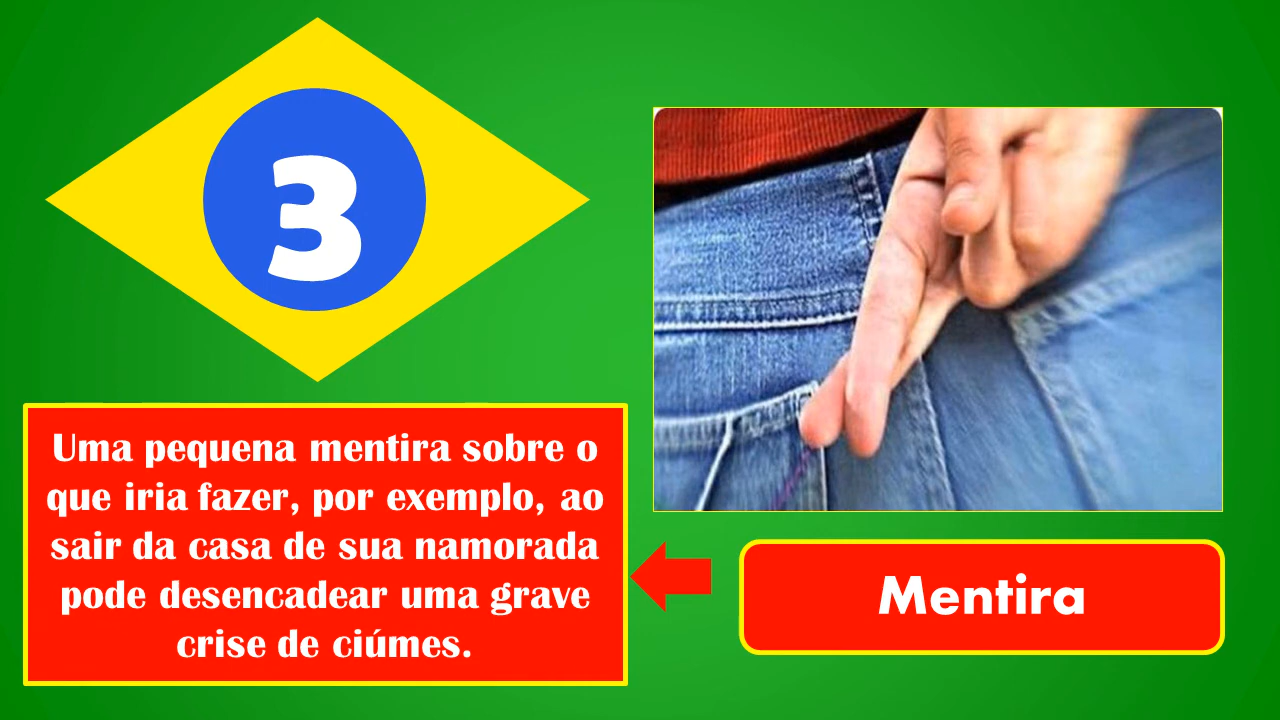 3
Uma pequena mentira sobre o
que iria fazer, por exemplo, ao
sair da casa de sua namorada
pode desencadear uma grave
crise de ciúmes.
Mentira